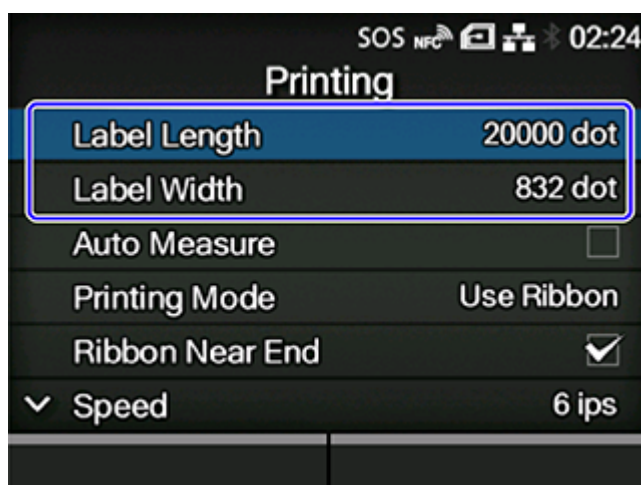 SOS NFC 02:24
Printing
Label Length 20000 dot
Label Width 832 dot
Auto Measure
Printing Mode Use Ribbon
Ribbon Near End
Speed 6 ips